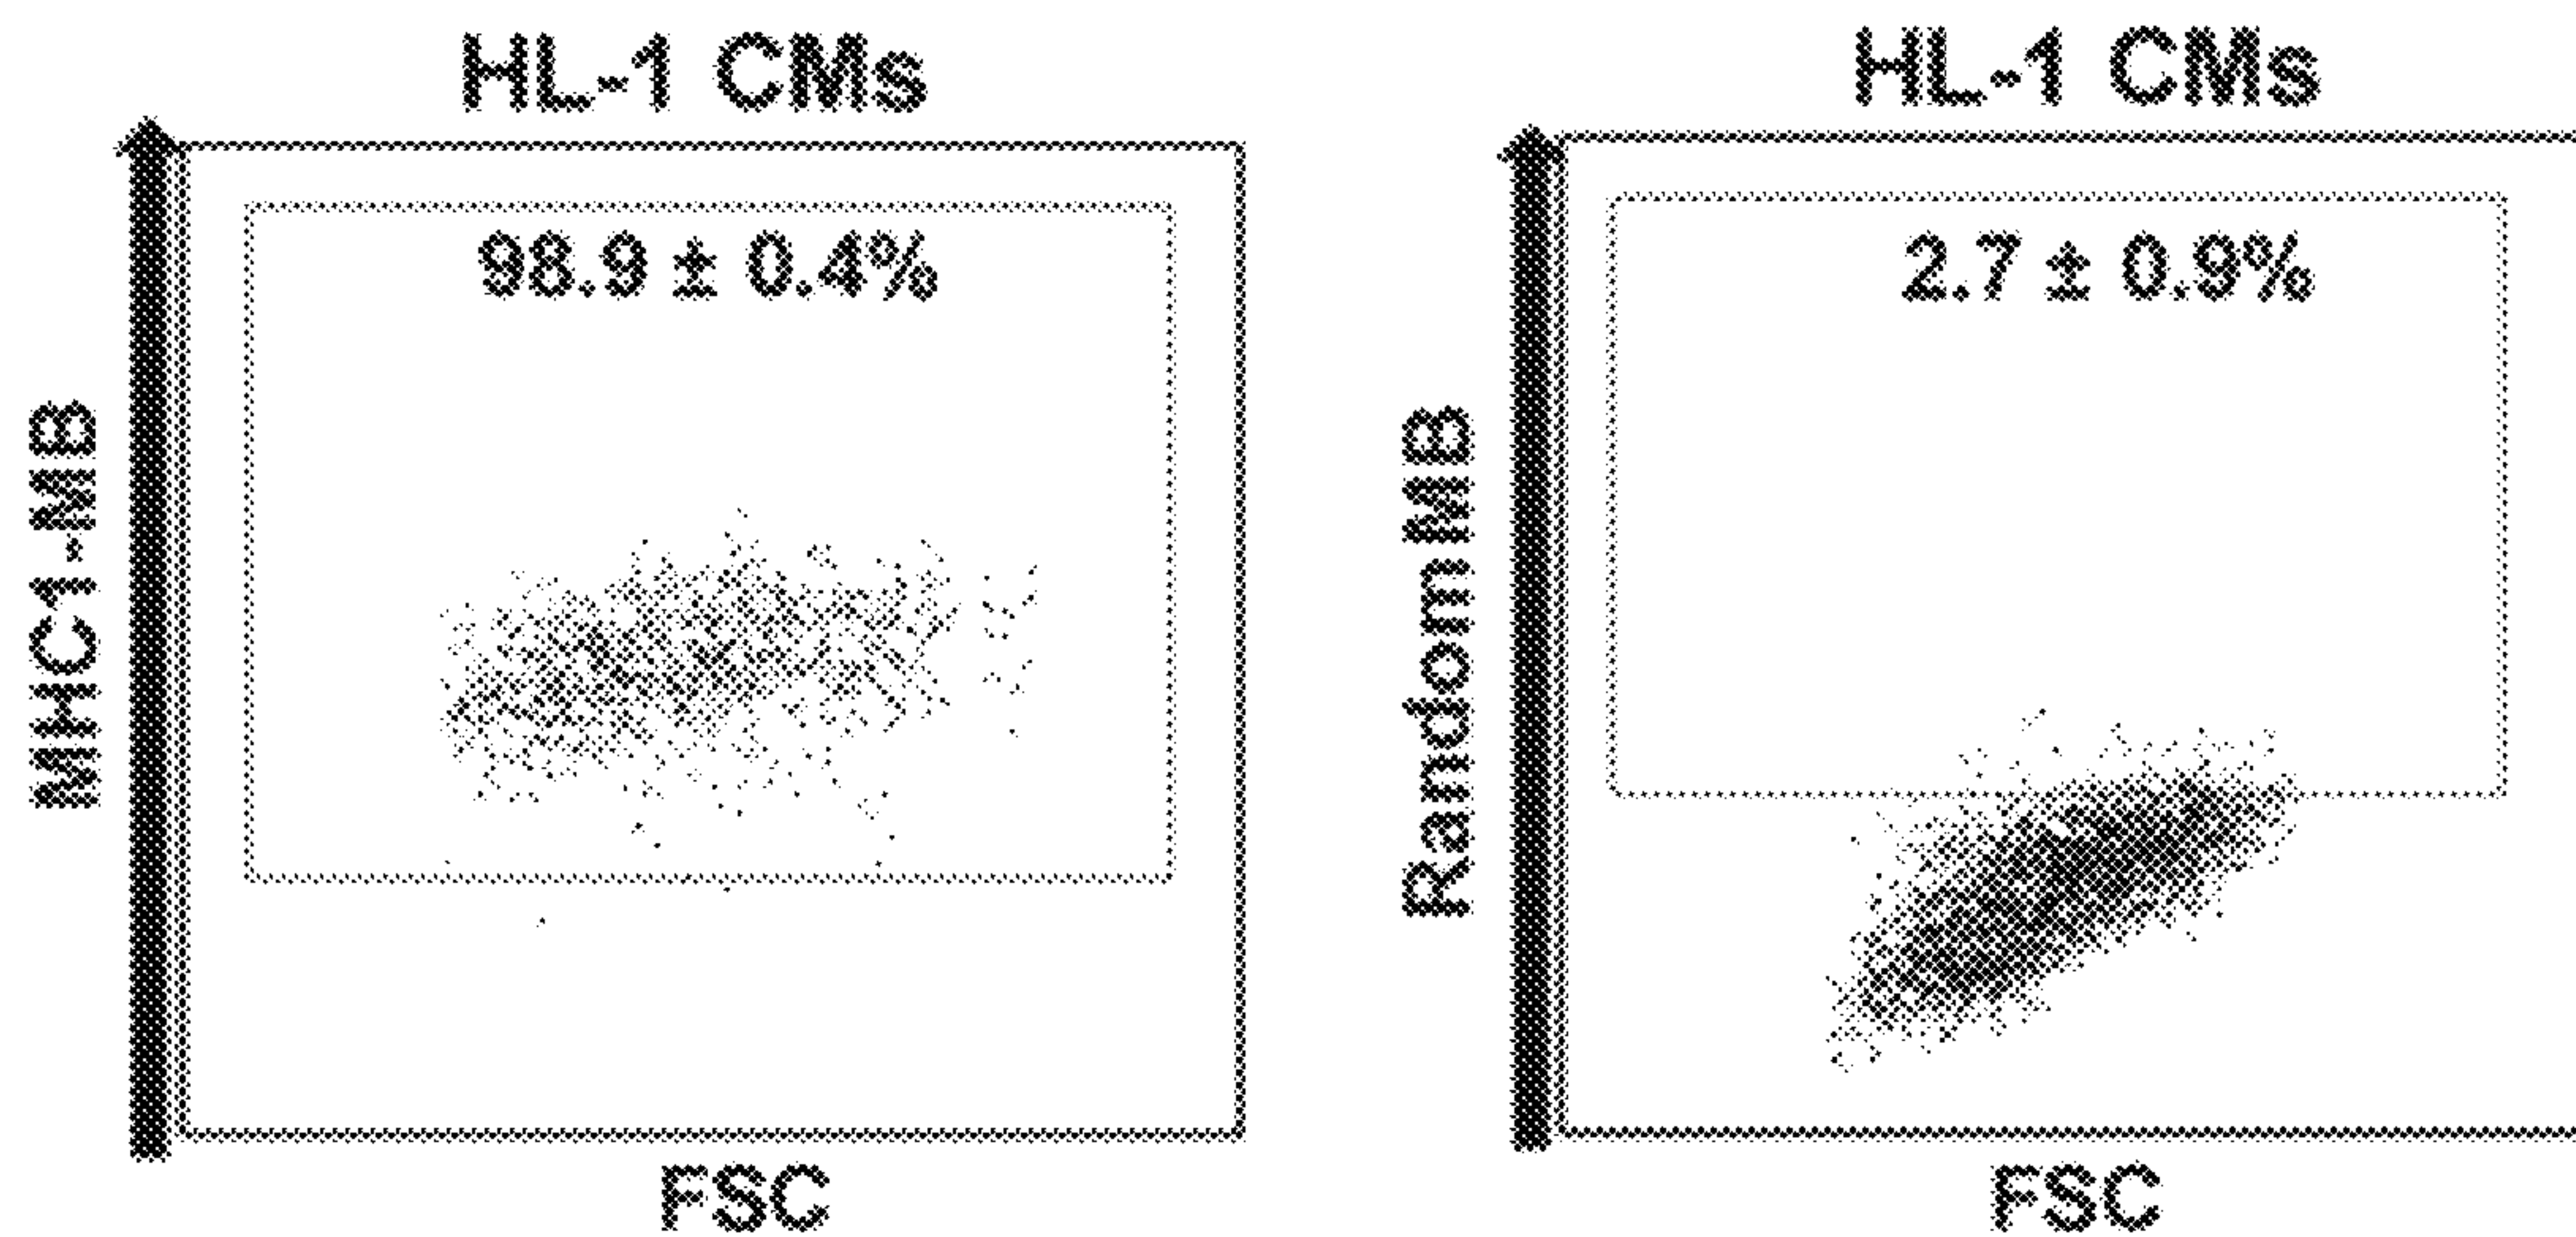 HL-1 CMs
98.9 ± 0.4%
MHC1-MB
FSC
HL-1 CMs
2.7 ± 0.9%
Random MB
FSC